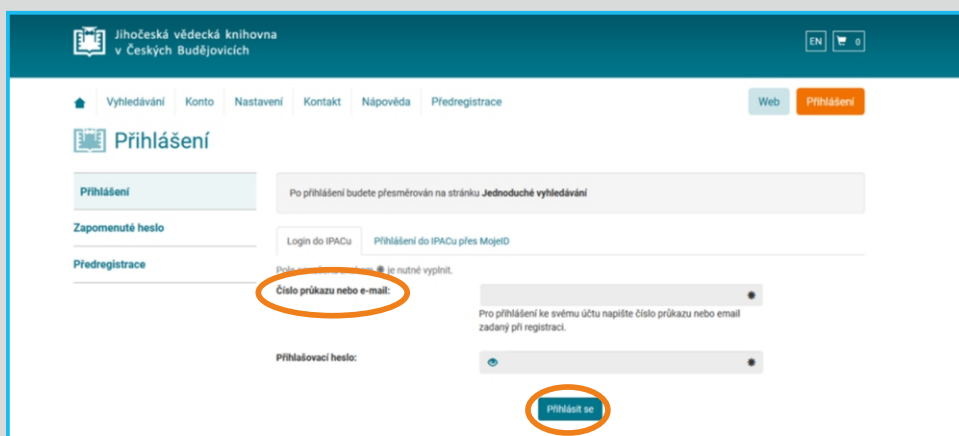 Jihočeská vědecká knihovna
v Českých Budějovicích
EN 0
Vyhledávání Konto Nastavení Kontakt Nápověda Předregistrace Web Přihlášení
Přihlášení
Přihlášení
Po přihlášení budete přesměrován na stránku Jednoduché vyhledávání
Zapomenuté heslo
Login do IPACu Přihlášení do IPACu přes MojeID
Předregistrace
Pole je nutné vyplnit.
Číslo průkazu nebo e-mail:
Pro přihlášení ke svému účtu napište číslo průkazu nebo email
zadaný při registraci.
Přihlašovací heslo:
Přihlásit se